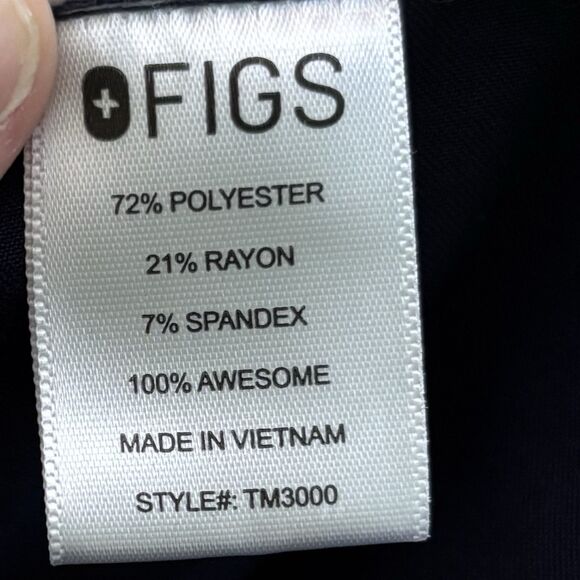 FIGS
72% POLYESTER
21% RAYON
7% SPANDEX
100% AWESOME
MADE IN VIETNAM
STYLE#: TM3000